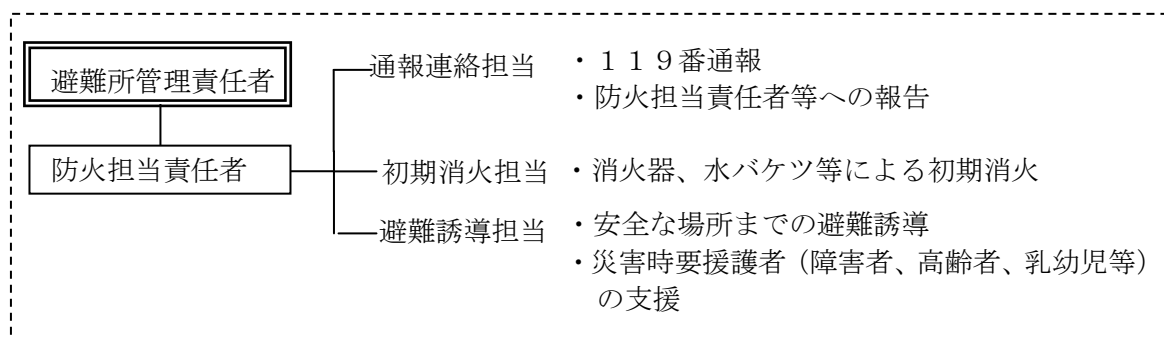 避難所管理責任者
通報連絡担当 ・１１９番通報
・防火担当責任者等への報告
防火担当責任者
初期消火担当 ・消火器、水バケツ等による初期消火
避難誘導担当 ・安全な場所までの避難誘導
・災害時要援護者（障害者、高齢者、乳幼児等）
の支援